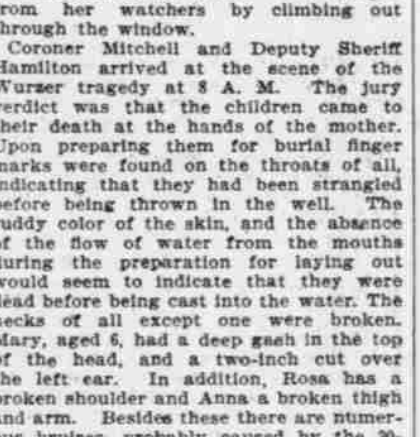 from her watchers by climbing out
through the window.
Coroner Mitchell and Deputy Sheriff
Hamilton arrived at the scene of the
Wurzer tragedy at 8 A. M. The jury
verdict was that the children came to
their death at the hands of the mother.
Upon preparing them for burial finger
marks were found on the throats of all,
indicating that they had been strangled
before being thrown in the well. The
ruddy color of the skin, and the absence
of the flow of water from the mouths
during the preparation for laying out
would seem to indicate that they were
dead before being cast into the water. The
necks of all except one were broken.
Mary, aged 6, had a deep gash in the top
of the head, and a two-inch cut over
the left ear. In addition, Rosa has a
broken shoulder and Anna a broken thigh
and arm. Besides these there are numer-
ous bruises, probably caused by the